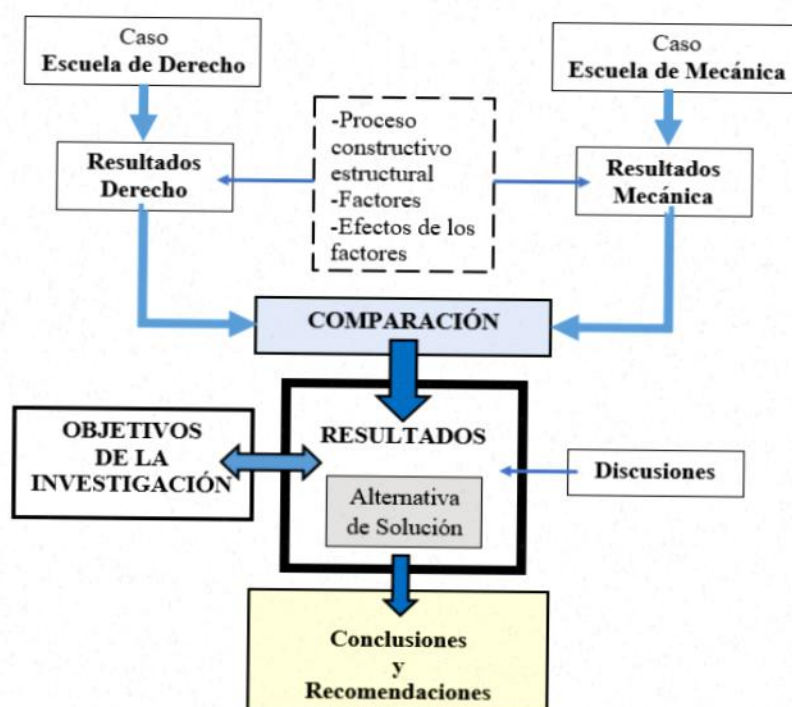 Caso
Escuela de Derecho
Caso
Escuela de Mecánica
-Proceso
constructivo
estructural
-Factores
-Efectos de los
factores
Resultados
Derecho
Resultados
Mecánica
COMPARACIÓN
OBJETIVOS
DE LA
INVESTIGACIÓN
RESULTADOS
Alternativa
de Solución
Discusiones
Conclusiones
y
Recomendaciones